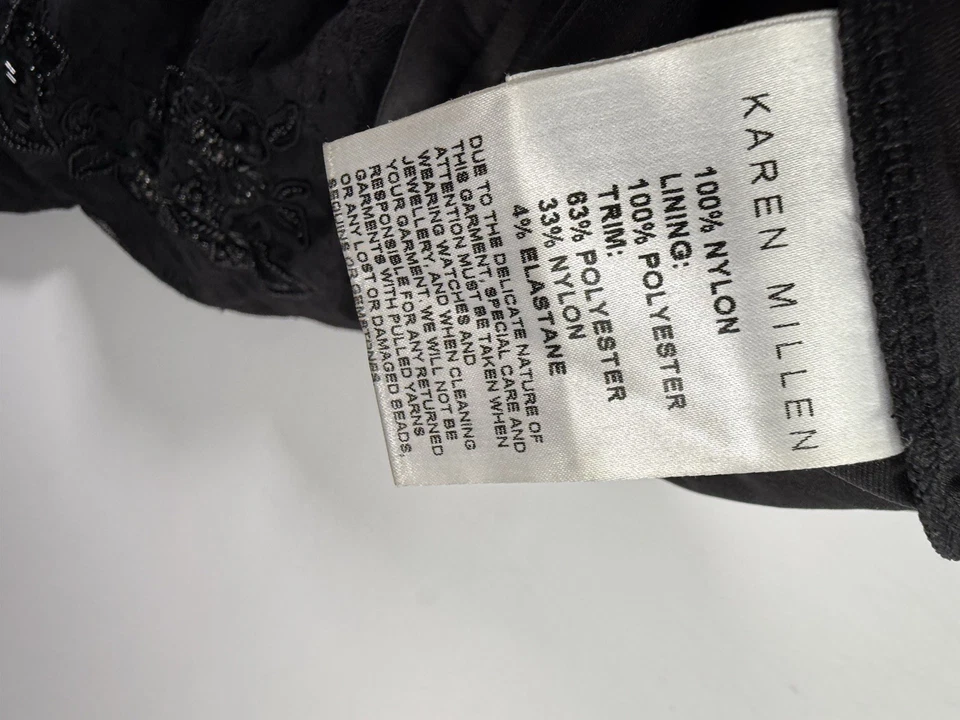 KAREN MILLEN
100% NYLON
LINING:
100% POLYESTER
TRIM:
63% POLYESTER
33% NYLON
4% ELASTANE
DUE TO THE DELICATE NATURE OF
THIS GARMENT, SPECIAL CARE AND
ATTENTION MUST BE TAKEN WHEN
WEARING WATCHES AND
JEWELLERY, AND WHEN CLEANING
YOUR GARMENT. WE WILL NOT BE
RESPONSIBLE FOR ANY RETURNED
GARMENTS WITH PULLED YARNS
OR ANY LOST OR DAMAGED BEADS,
SEQUINS OR GEMSTONES.